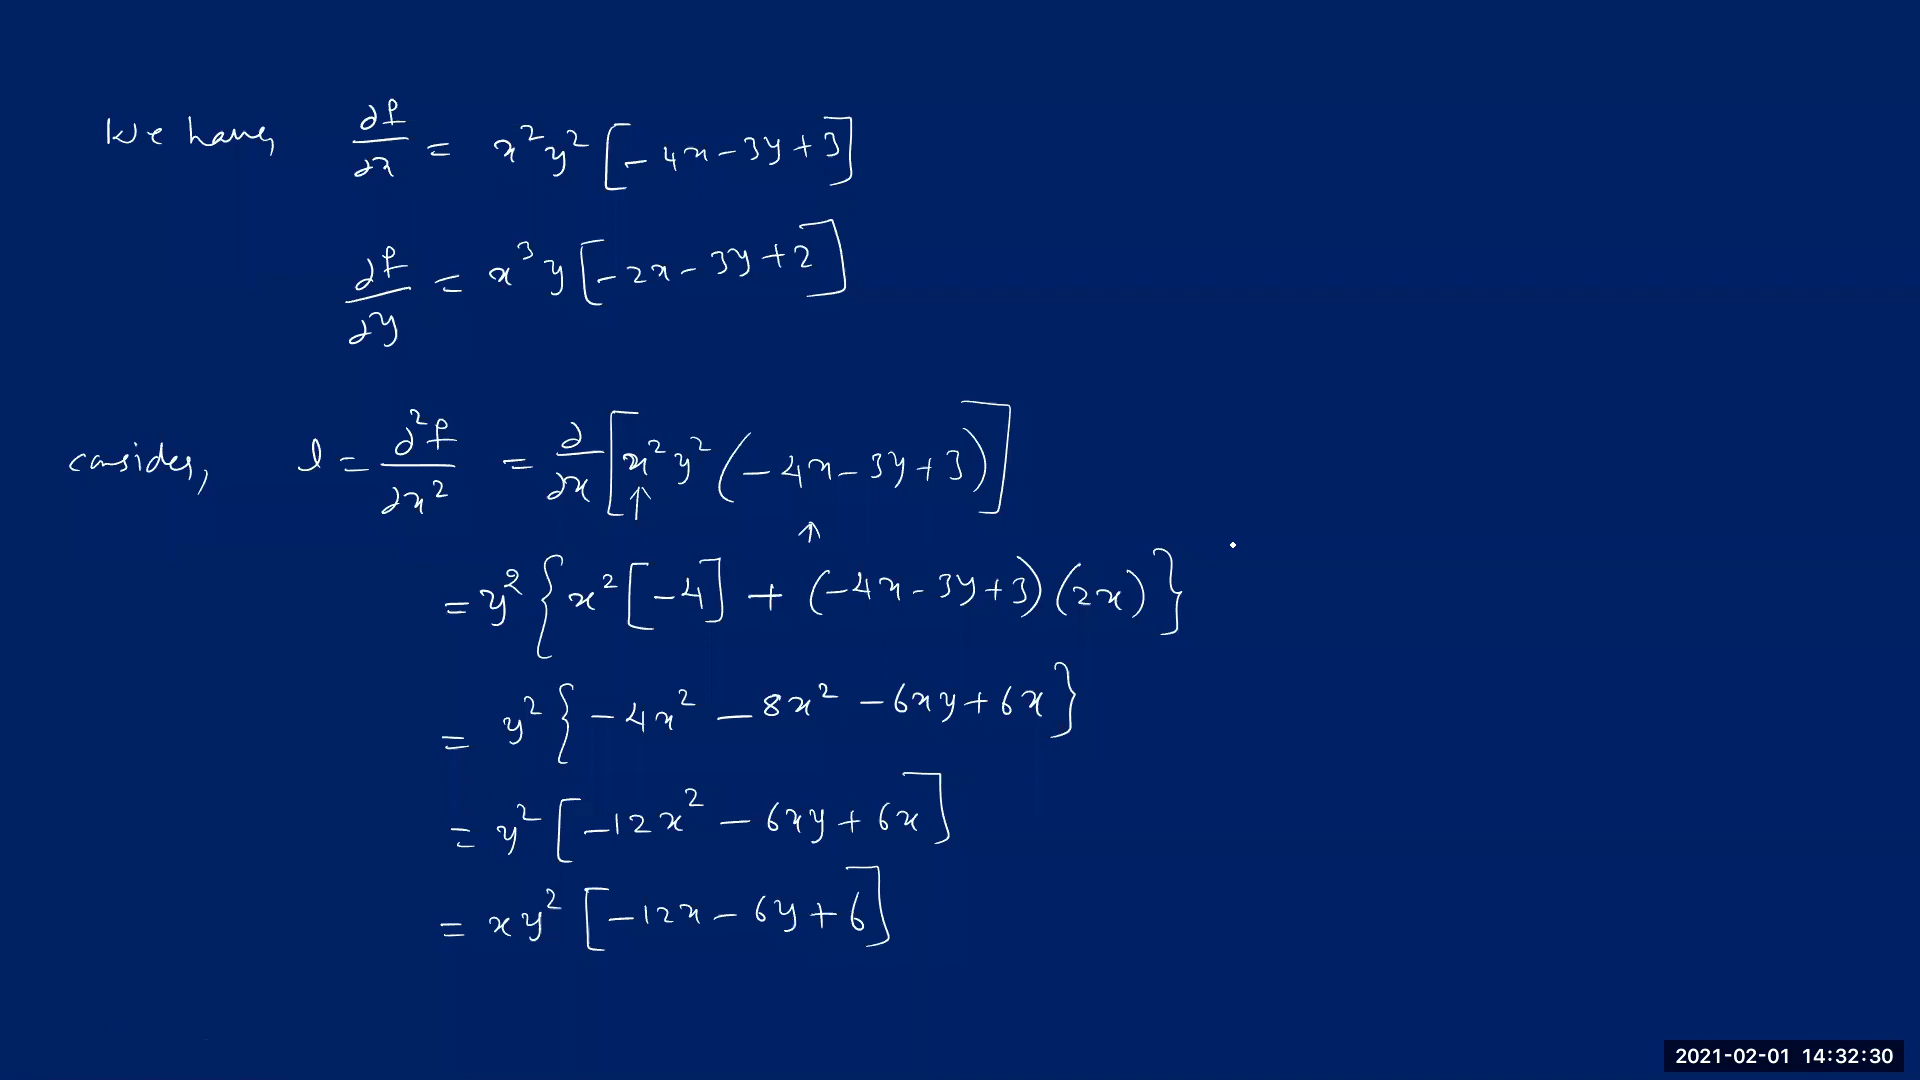 We have, ∂f/∂x = x²y² [-4x-3y+3]
∂f/∂y = x³y [-2x-3y+2]
consider, l = ∂²f/∂x² = ∂/∂x [x²y² (-4x-3y+3)]
↑ ↑
= y² {x² [-4] + (-4x-3y+3) (2x)}
= y² {-4x² - 8x² - 6xy + 6x}
= y² [-12x² - 6xy + 6x]
= xy² [-12x - 6y + 6]
2021-02-01 14:32:30